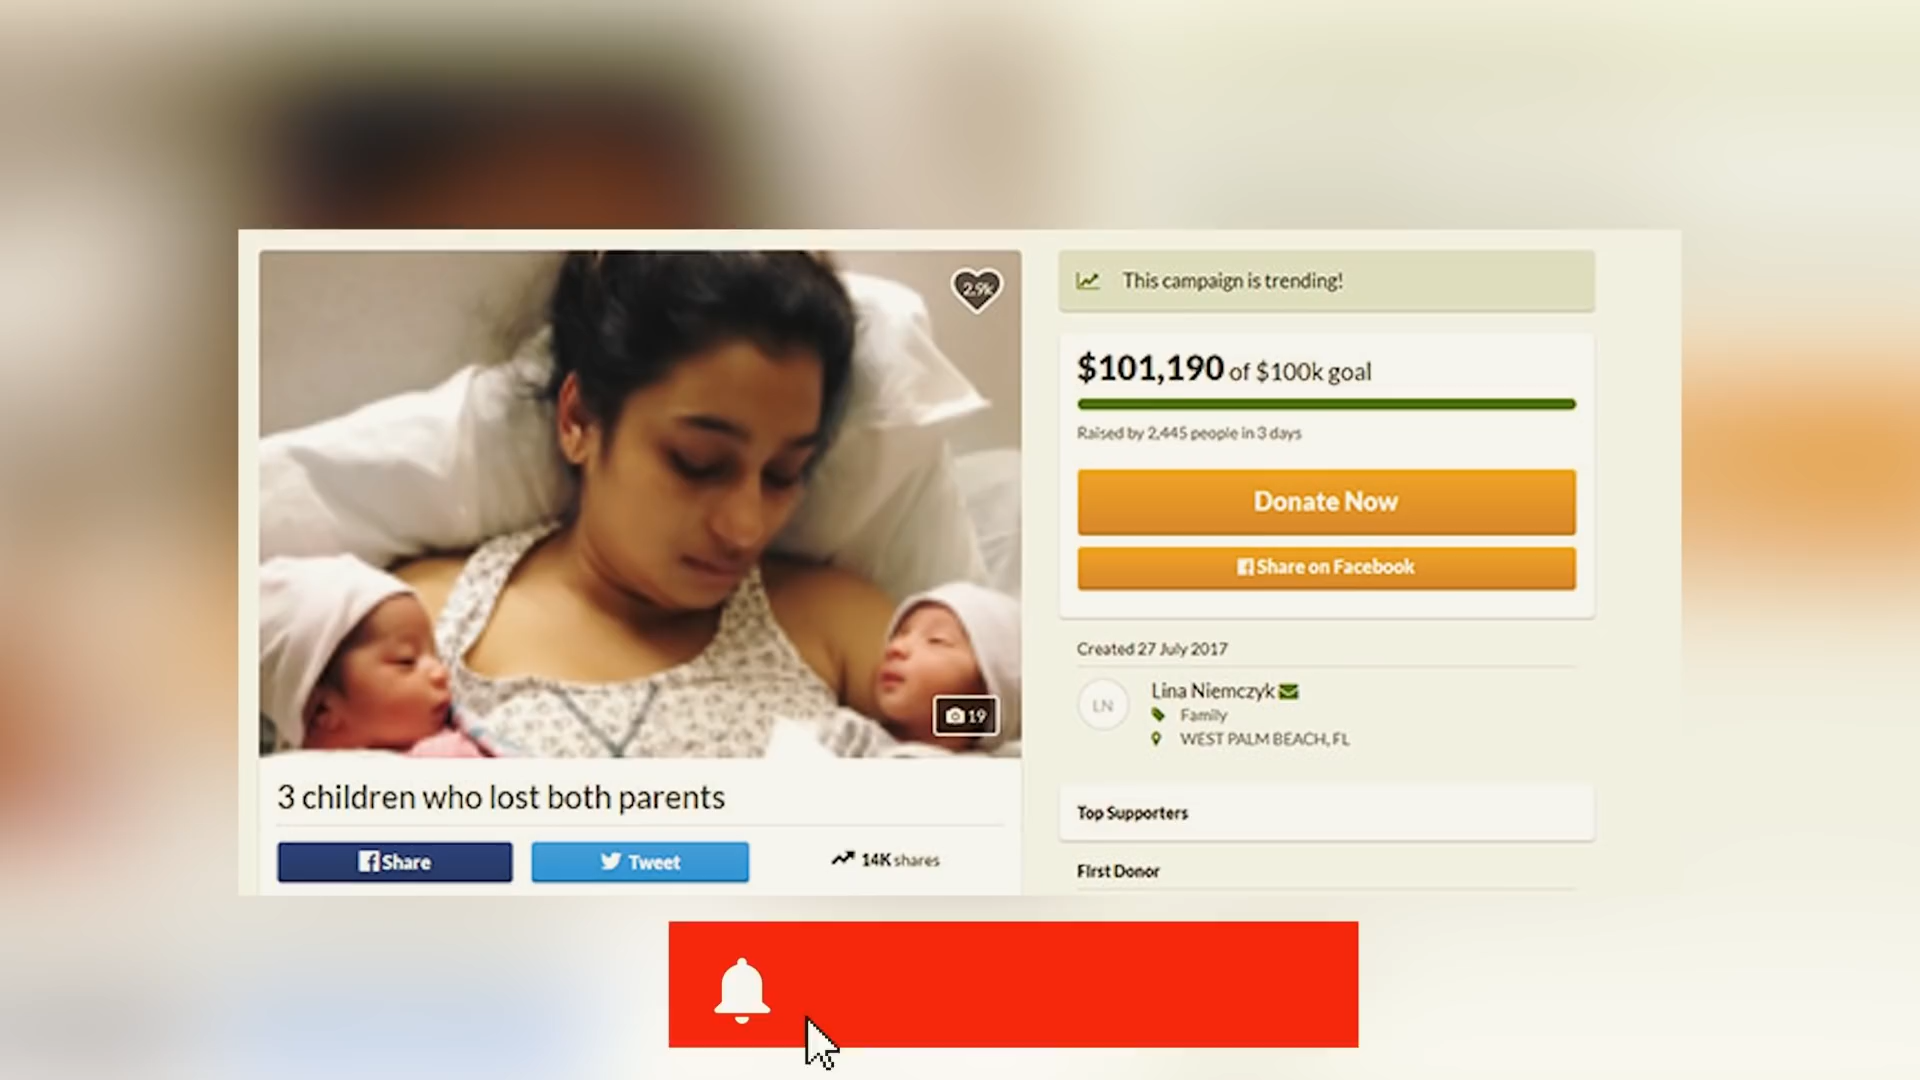 2.9k
19
3 children who lost both parents
Share
Tweet
14K shares
This campaign is trending!
$101,190 of $100k goal
Raised by 2,445 people in 3 days
Donate Now
Share on Facebook
Created 27 July 2017
LN
Lina Niemczyk
Family
WEST PALM BEACH, FL
Top Supporters
First Donor